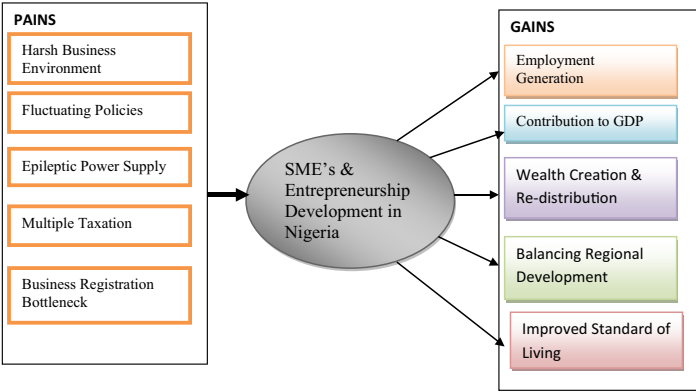 PAINS
Harsh Business
Environment
Fluctuating Policies
Epileptic Power Supply
Multiple Taxation
Business Registration
Bottleneck
SME's &
Entrepreneurship
Development in
Nigeria
GAINS
Employment
Generation
Contribution to GDP
Wealth Creation &
Re-distribution
Balancing Regional
Development
Improved Standard of
Living